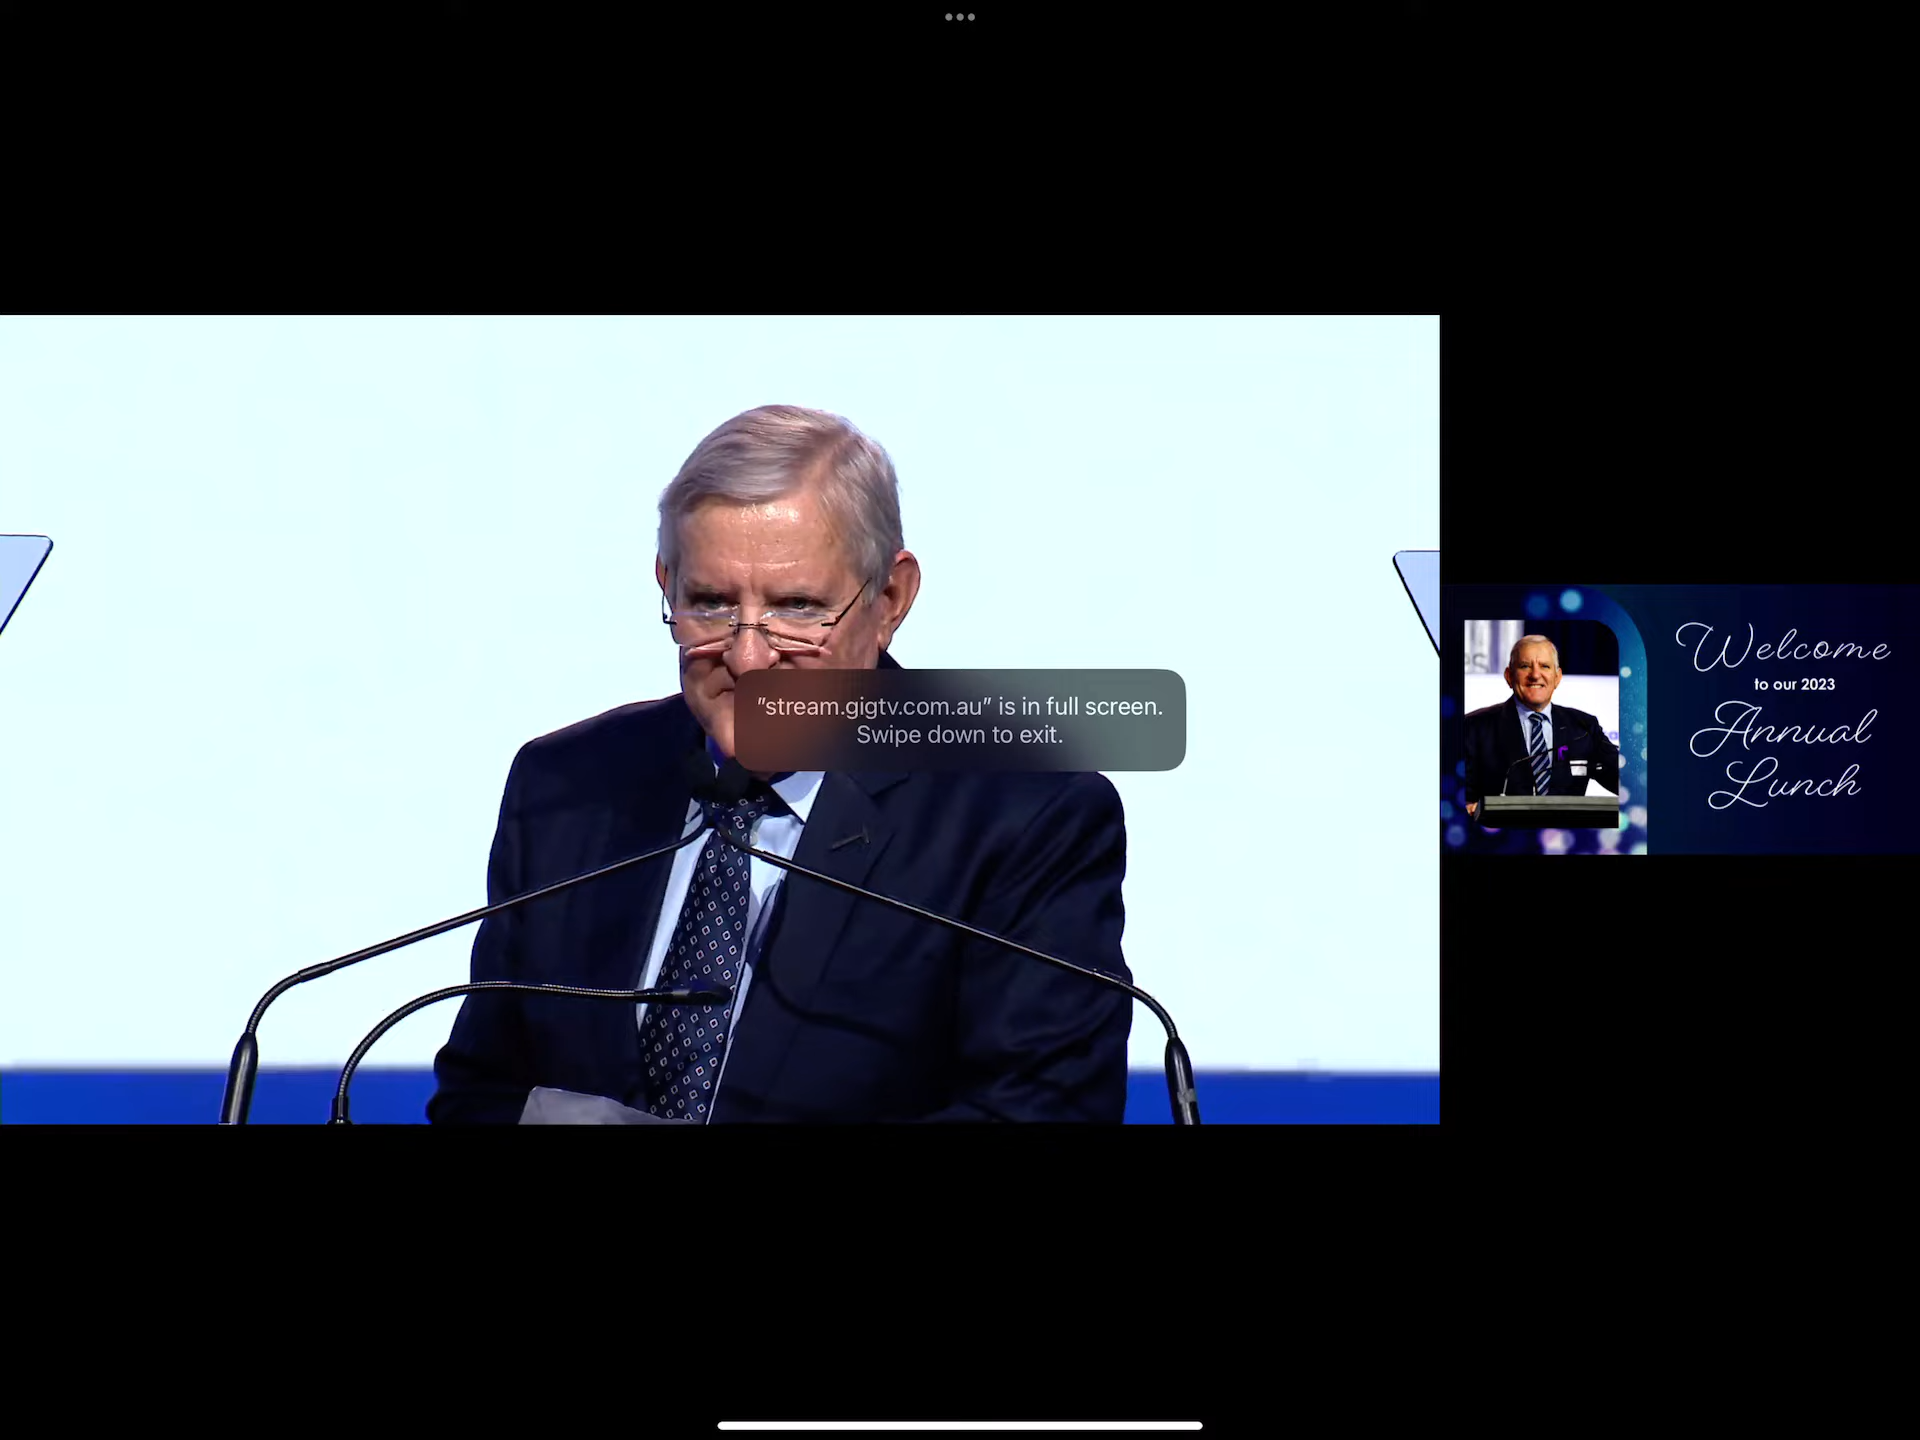 "stream.gigtv.com.au" is in full screen.
Swipe down to exit.
Welcome
to our 2023
Annual
Lunch